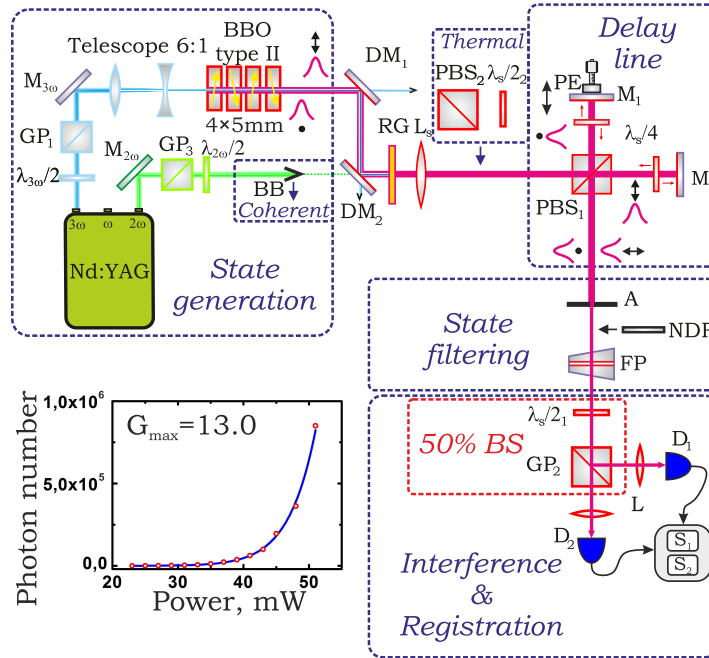 Telescope 6:1
BBO
type II
4×5mm
M3ω
GP1
λ3ω/2
M2ω
GP3
λ2ω/2
BB
Coherent
DM1
DM2
3ω ω 2ω
Nd:YAG
State
generation
RG Ls
Thermal
PBS2 λs/22
Delay
line
PE
M1
λs/4
PBS1
M
A
State
filtering
NDF
FP
λs/21
50% BS
GP2
L
D1
D2
S1
S2
Interference
&
Registration
Gmax=13.0
Photon number
1,0x10^6
5,0x10^5
0,0
20 30 40 50
Power, mW